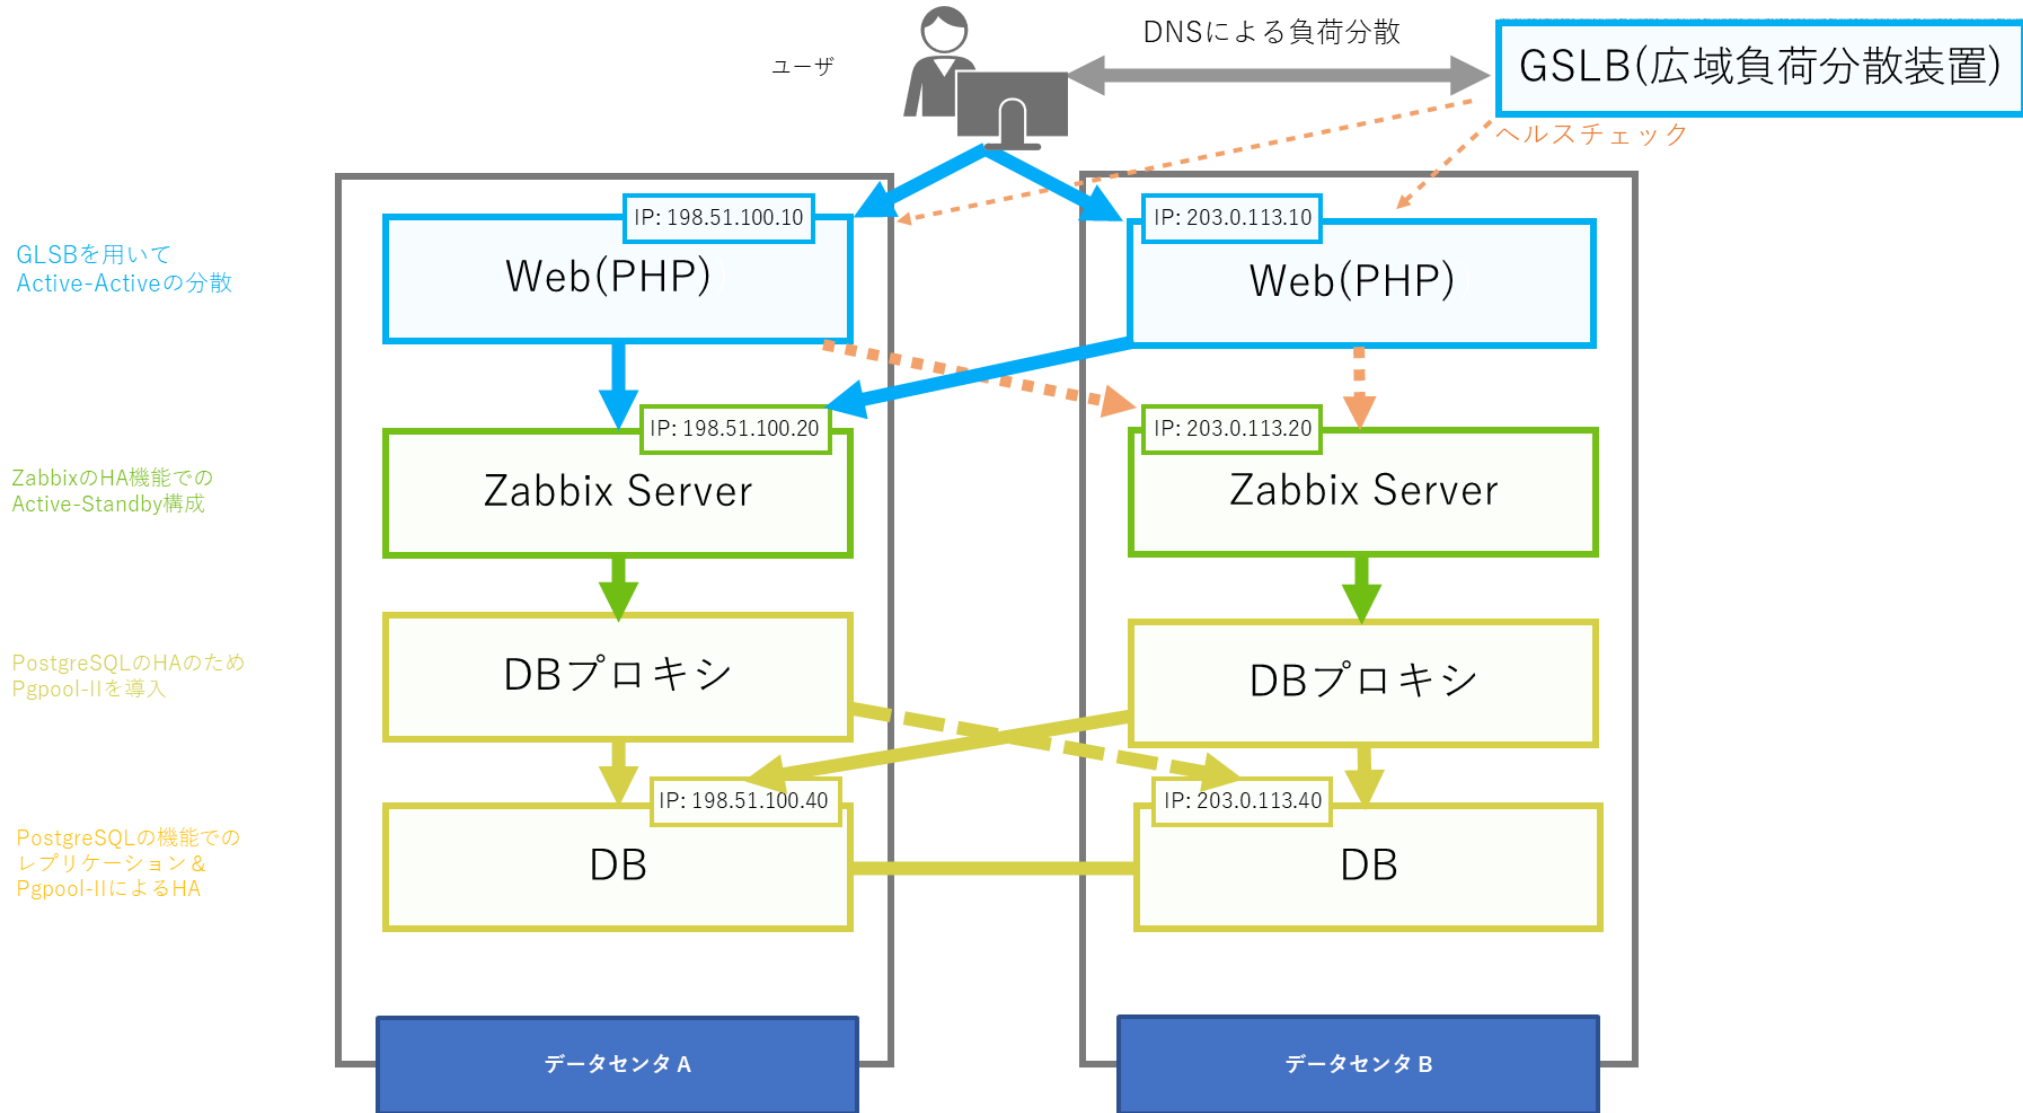 DNSによる負荷分散
ユーザ
GSLB(広域負荷分散装置)
ヘルスチェック
IP: 198.51.100.10
IP: 203.0.113.10
GLSBを用いて
Active-Activeの分散
Web(PHP)
Web(PHP)
IP: 198.51.100.20
IP: 203.0.113.20
ZabbixのHA機能での
Active-Standby構成
Zabbix Server
Zabbix Server
PostgreSQLのHAのため
Pgpool-IIを導入
DBプロキシ
DBプロキシ
IP: 198.51.100.40
IP: 203.0.113.40
PostgreSQLの機能での
レプリケーション＆
Pgpool-IIによるHA
DB
DB
データセンタ A
データセンタ B